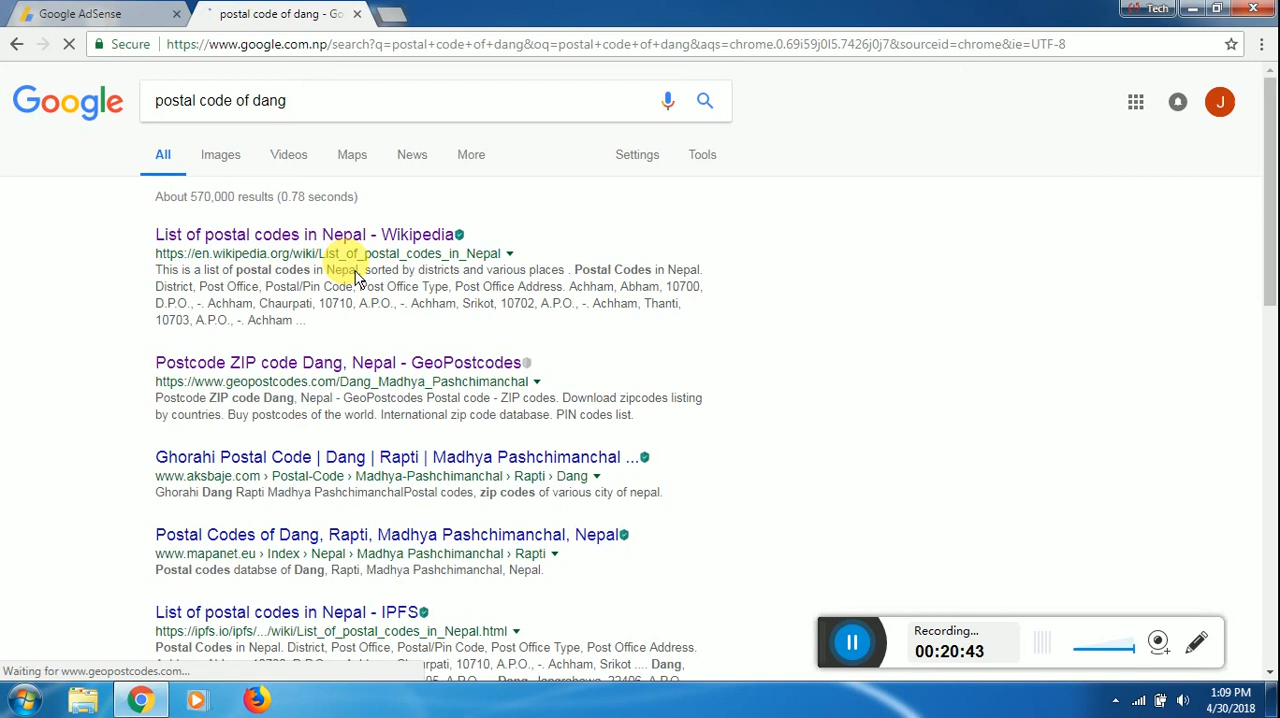 Google AdSense
postal code of dang - Go
Tech
Secure
https://www.google.com.np/search?q=postal+code+of+dang&oq=postal+code+of+dang&aqs=chrome.0.69i59j0l5.7426j0j7&sourceid=chrome&ie=UTF-8
Google
postal code of dang
J
All Images Videos Maps News More Settings Tools
About 570,000 results (0.78 seconds)
List of postal codes in Nepal - Wikipedia
https://en.wikipedia.org/wiki/List_of_postal_codes_in_Nepal
This is a list of postal codes in Nepal, sorted by districts and various places . Postal Codes in Nepal.
District, Post Office, Postal/Pin Code, Post Office Type, Post Office Address. Achham, Abham, 10700,
D.P.O., -. Achham, Chaurpati, 10710, A.P.O., -. Achham, Srikot, 10702, A.P.O., -. Achham, Thanti,
10703, A.P.O., -. Achham ...
Postcode ZIP code Dang, Nepal - GeoPostcodes
https://www.geopostcodes.com/Dang_Madhya_Pashchimanchal
Postcode ZIP code Dang, Nepal - GeoPostcodes Postal code - ZIP codes. Download zipcodes listing
by countries. Buy postcodes of the world. International zip code database. PIN codes list.
Ghorahi Postal Code | Dang | Rapti | Madhya Pashchimanchal ...
www.aksbaje.com › Postal-Code › Madhya-Pashchimanchal › Rapti › Dang
Ghorahi Dang Rapti Madhya PashchimanchalPostal codes, zip codes of various city of nepal.
Postal Codes of Dang, Rapti, Madhya Pashchimanchal, Nepal
www.mapanet.eu › Index › Nepal › Madhya Pashchimanchal › Rapti
Postal codes databse of Dang, Rapti, Madhya Pashchimanchal, Nepal.
List of postal codes in Nepal - IPFS
https://ipfs.io/ipfs/.../wiki/List_of_postal_codes_in_Nepal.html
Postal Codes in Nepal. District, Post Office, Postal/Pin Code, Post Office Type, Post Office Address.
Chaurpati, 10710, A.P.O., -. Achham, Srikot .... Dang,
Waiting for www.geopostcodes.com...
Recording...
00:20:43
1:09 PM
4/30/2018